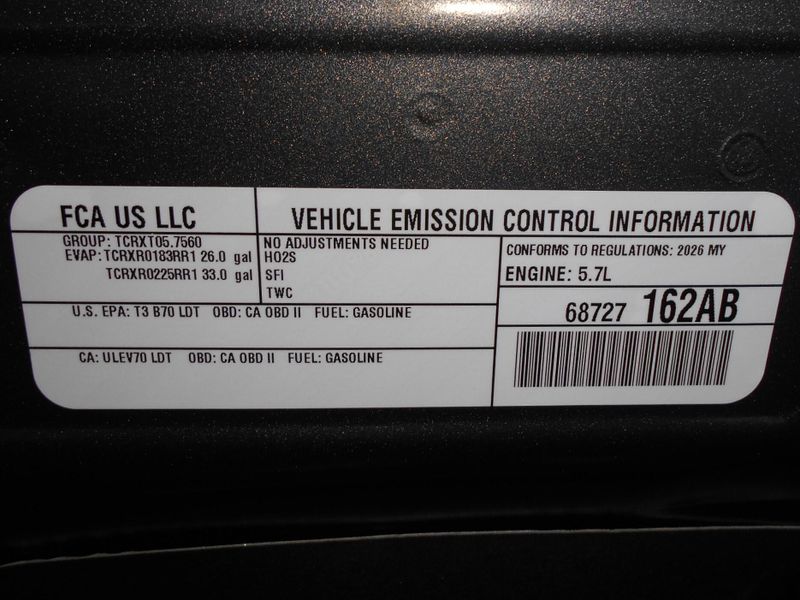 FCA US LLC
VEHICLE EMISSION CONTROL INFORMATION
GROUP: TCRXT05.7560
EVAP: TCRXR0183RR1 26.0 gal
TCRXR0225RR1 33.0 gal
NO ADJUSTMENTS NEEDED
HO2S
SFI
TWC
CONFORMS TO REGULATIONS: 2026 MY
ENGINE: 5.7L
U.S. EPA: T3 B70 LDT OBD: CA OBD II FUEL: GASOLINE
68727 162AB
CA: ULEV70 LDT OBD: CA OBD II FUEL: GASOLINE